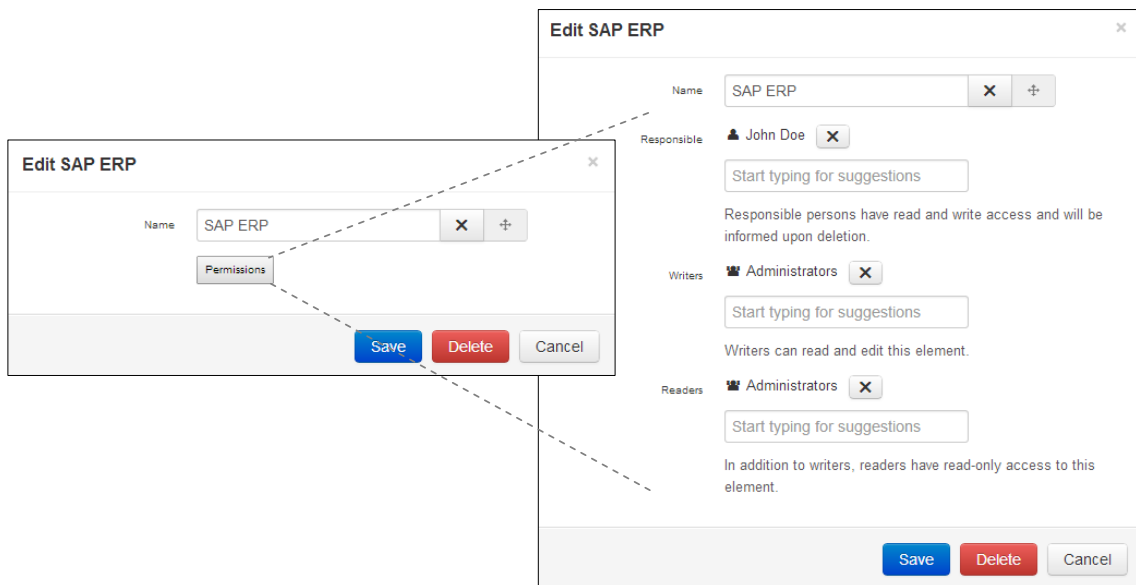 Edit SAP ERP ×
Name SAP ERP
Permissions
Save Delete Cancel
Edit SAP ERP ×
Name SAP ERP
Responsible John Doe
Start typing for suggestions
Responsible persons have read and write access and will be
informed upon deletion.
Writers Administrators
Start typing for suggestions
Writers can read and edit this element.
Readers Administrators
Start typing for suggestions
In addition to writers, readers have read-only access to this
element.
Save Delete Cancel